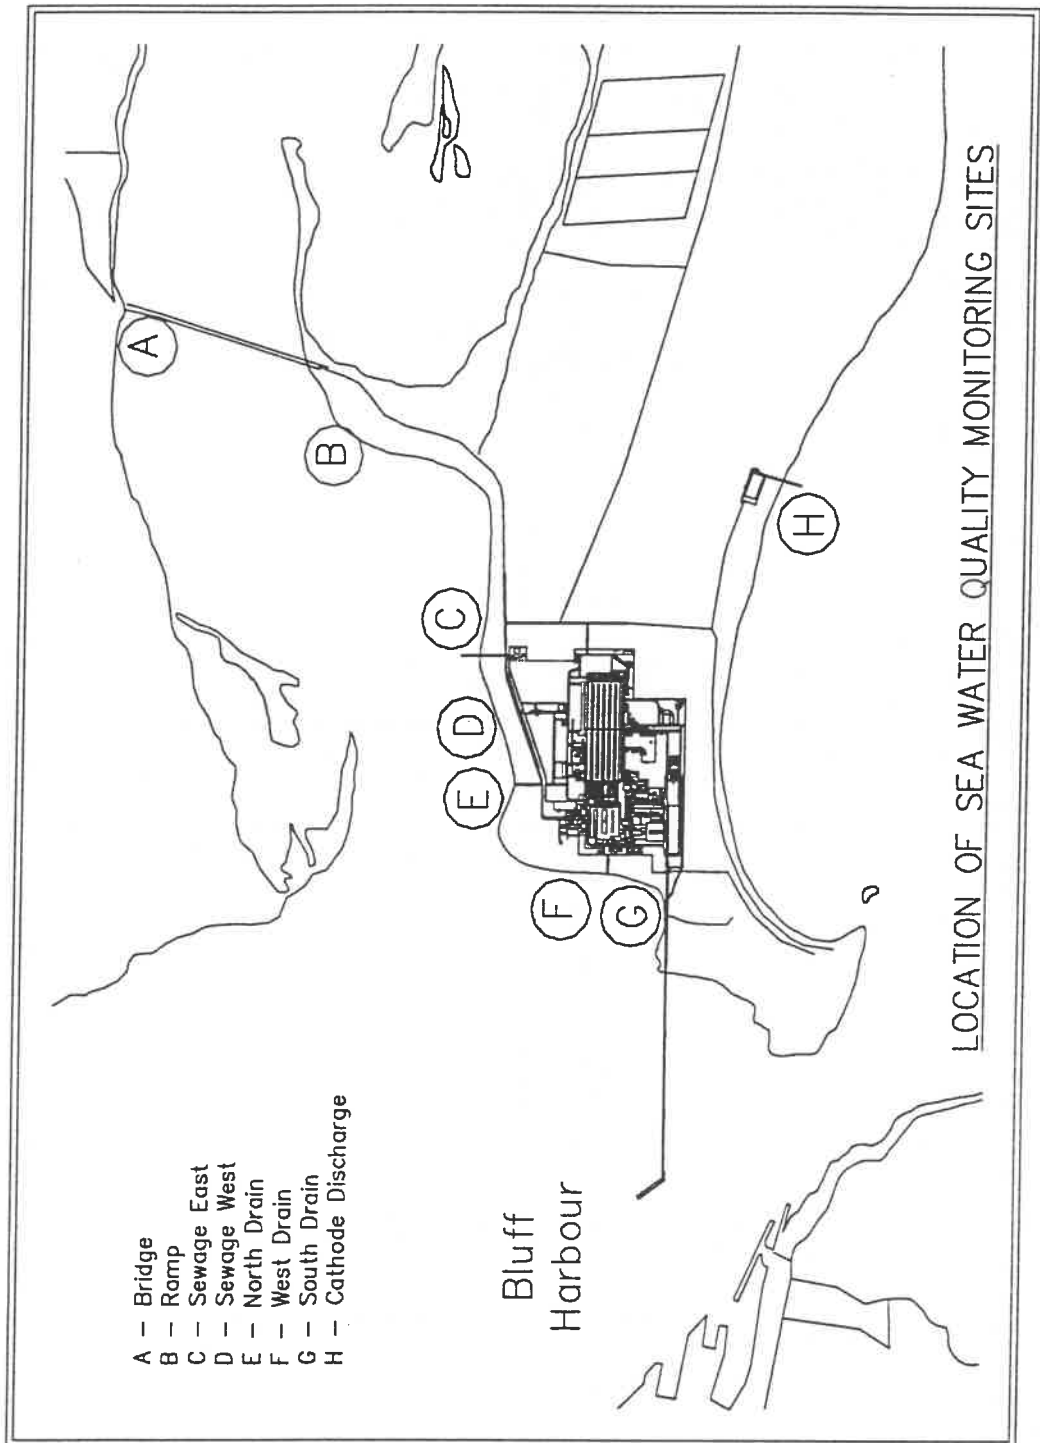 A – Bridge
B – Ramp
C – Sewage East
D – Sewage West
E – North Drain
F – West Drain
G – South Drain
H – Cathode Discharge
Bluff
Harbour
A
B
C
D
E
F
G
H
LOCATION OF SEA WATER QUALITY MONITORING SITES